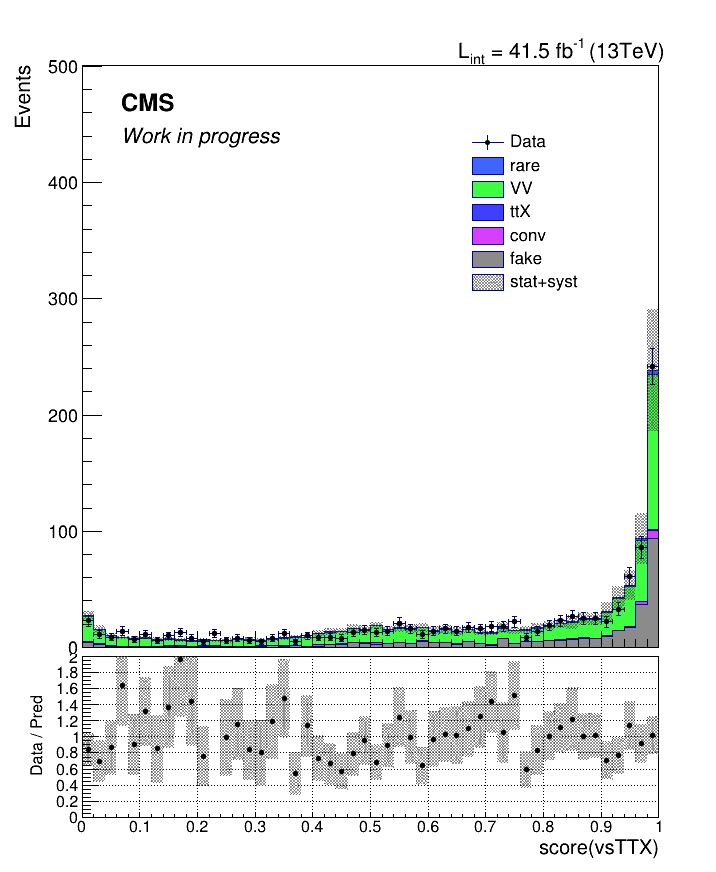 L_int = 41.5 fb^-1 (13TeV)
Events
500
CMS
Work in progress
Data
rare
400
VV
ttX
conv
fake
300
stat+syst
200
100
0
Data / Pred
2
1.8
1.6
1.4
1.2
1
0.8
0.6
0.4
0.2
0
0 0.1 0.2 0.3 0.4 0.5 0.6 0.7 0.8 0.9 1
score(vsTTX)